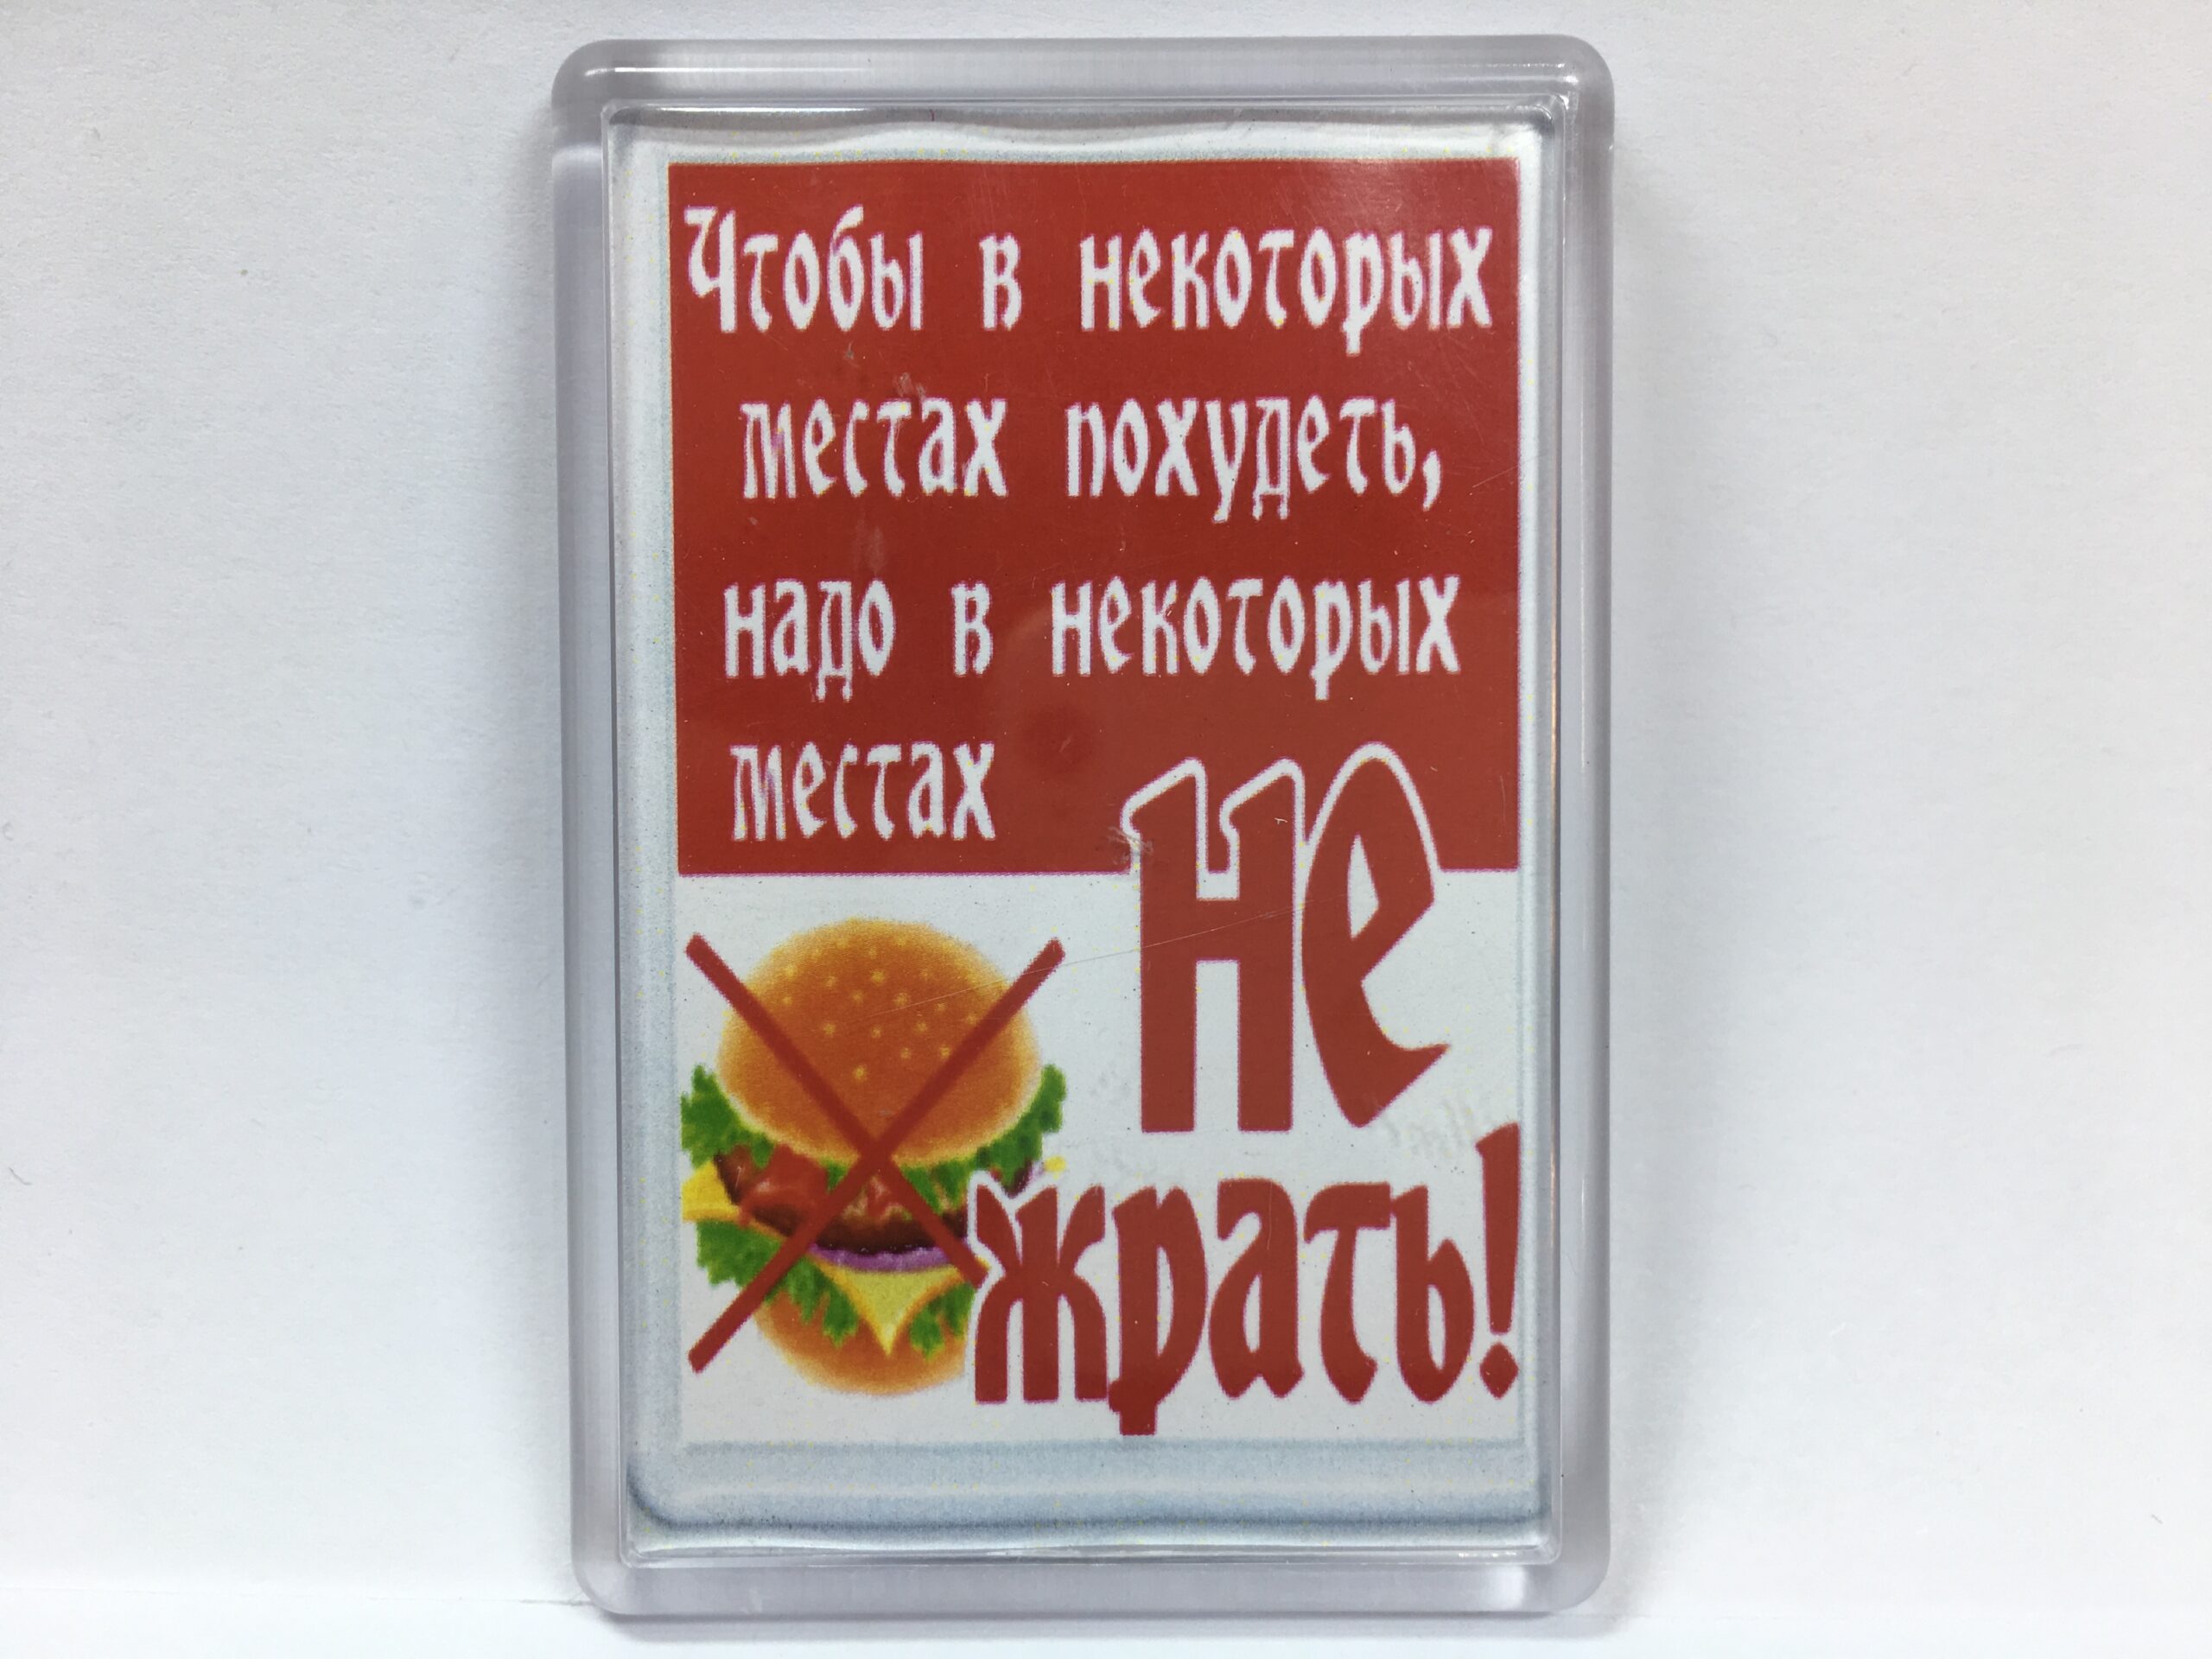 Чтобы в некоторых
местах похудеть,
надо в некоторых
местах не
жрать!